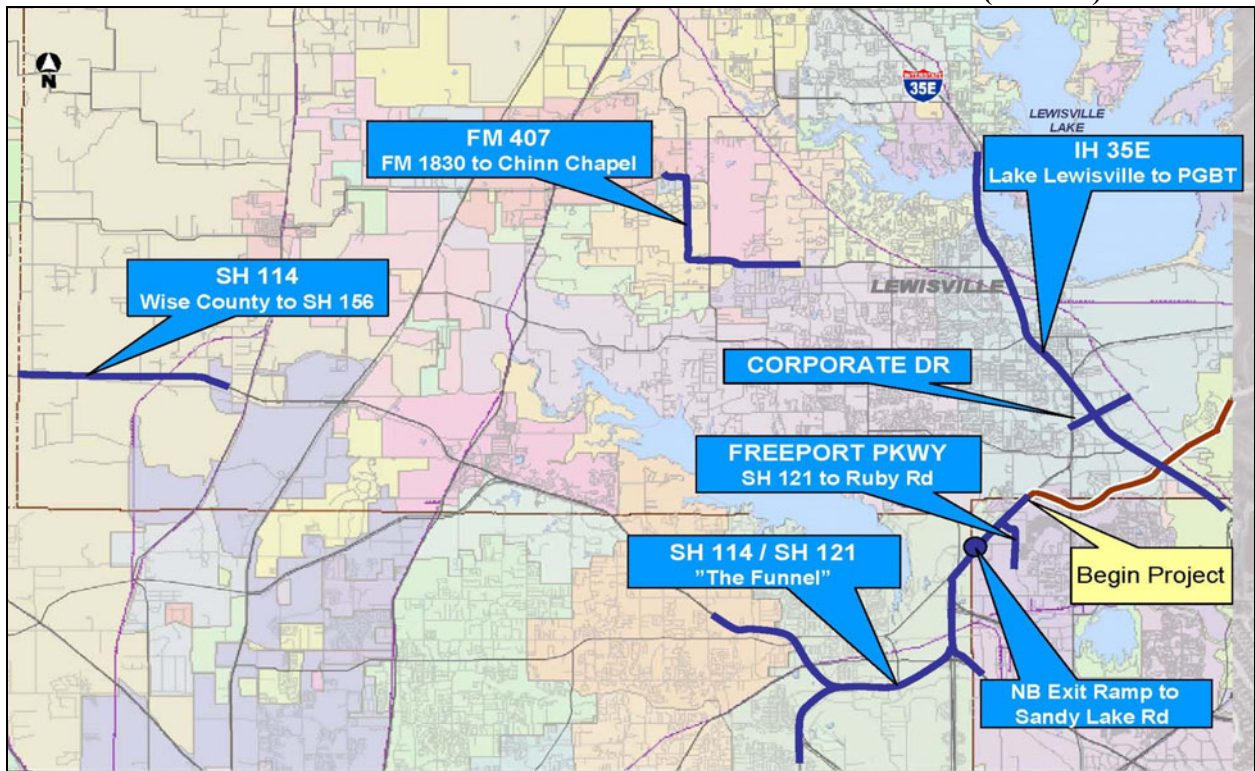 N
INTERSTATE
35E
LEWISVILLE
LAKE
FM 407
FM 1830 to Chinn Chapel
IH 35E
Lake Lewisville to PGBT
SH 114
Wise County to SH 156
LEWISVILLE
CORPORATE DR
FREEPORT PKWY
SH 121 to Ruby Rd
SH 114 / SH 121
”The Funnel”
Begin Project
NB Exit Ramp to
Sandy Lake Rd